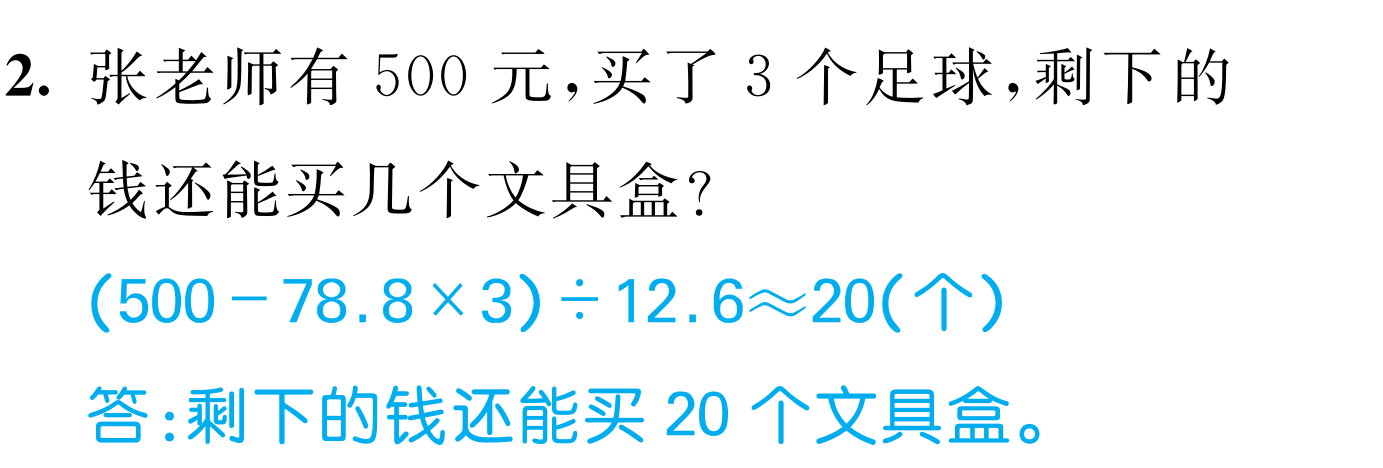 2. 张老师有 500 元,买了 3 个足球,剩下的
钱还能买几个文具盒?
(500-78.8×3)÷12.6≈20(个)
答:剩下的钱还能买 20 个文具盒。